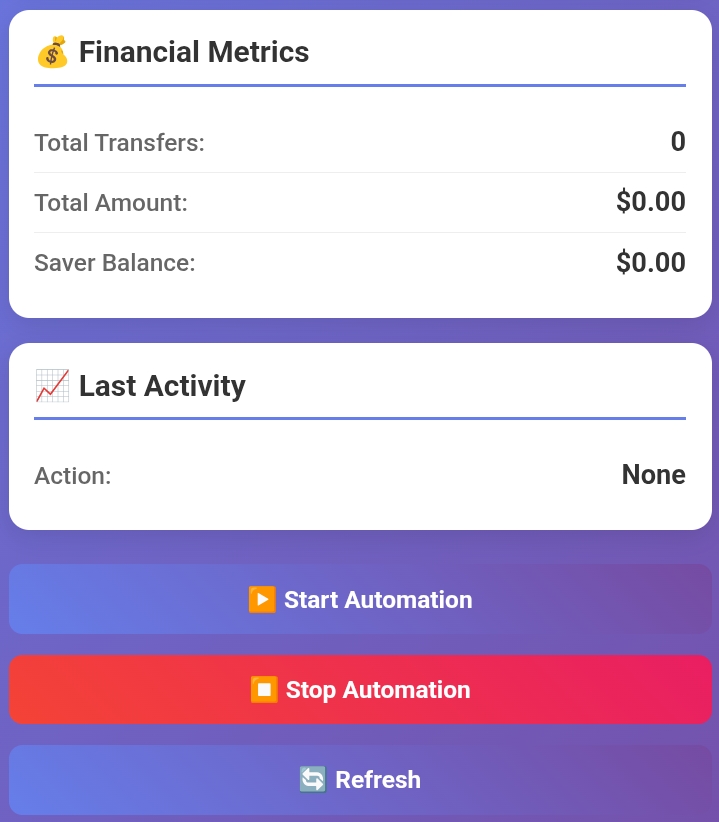 💰 Financial Metrics
Total Transfers: 0
Total Amount: $0.00
Saver Balance: $0.00
📈 Last Activity
Action: None
▶️ Start Automation
⏹️ Stop Automation
🔄 Refresh